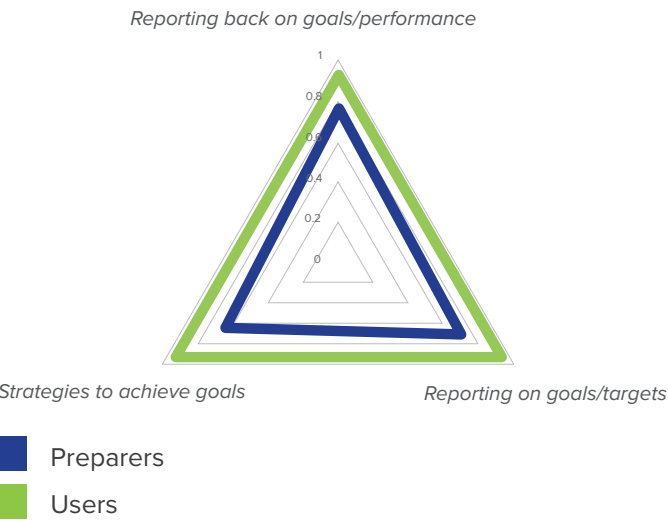 Reporting back on goals/performance
1
0.8
0.6
0.4
0.2
0
Strategies to achieve goals
Reporting on goals/targets
Preparers
Users